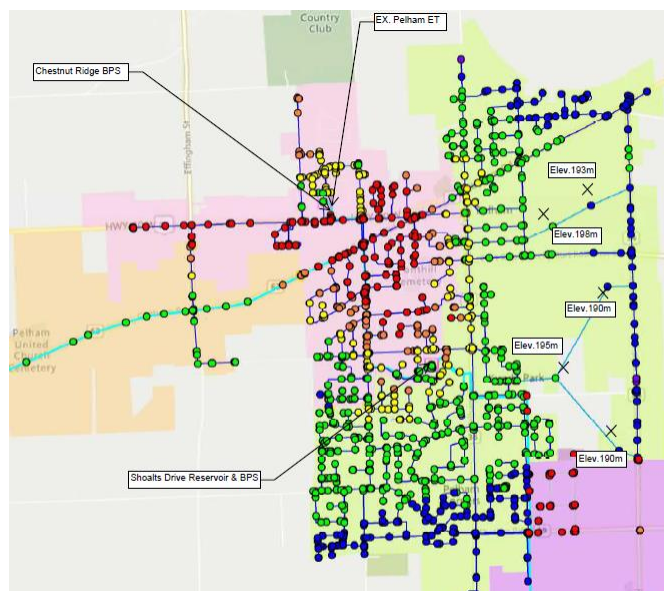 EX. Pelham ET
Country
Club
Chestnut Ridge BPS
Effingham St
Elev.193m
HWY
Elev.198m
Elev.190m
Elev.195m
Pelham
United
Church
Cemetery
Park
Shoalts Drive Reservoir & BPS
Elev.190m